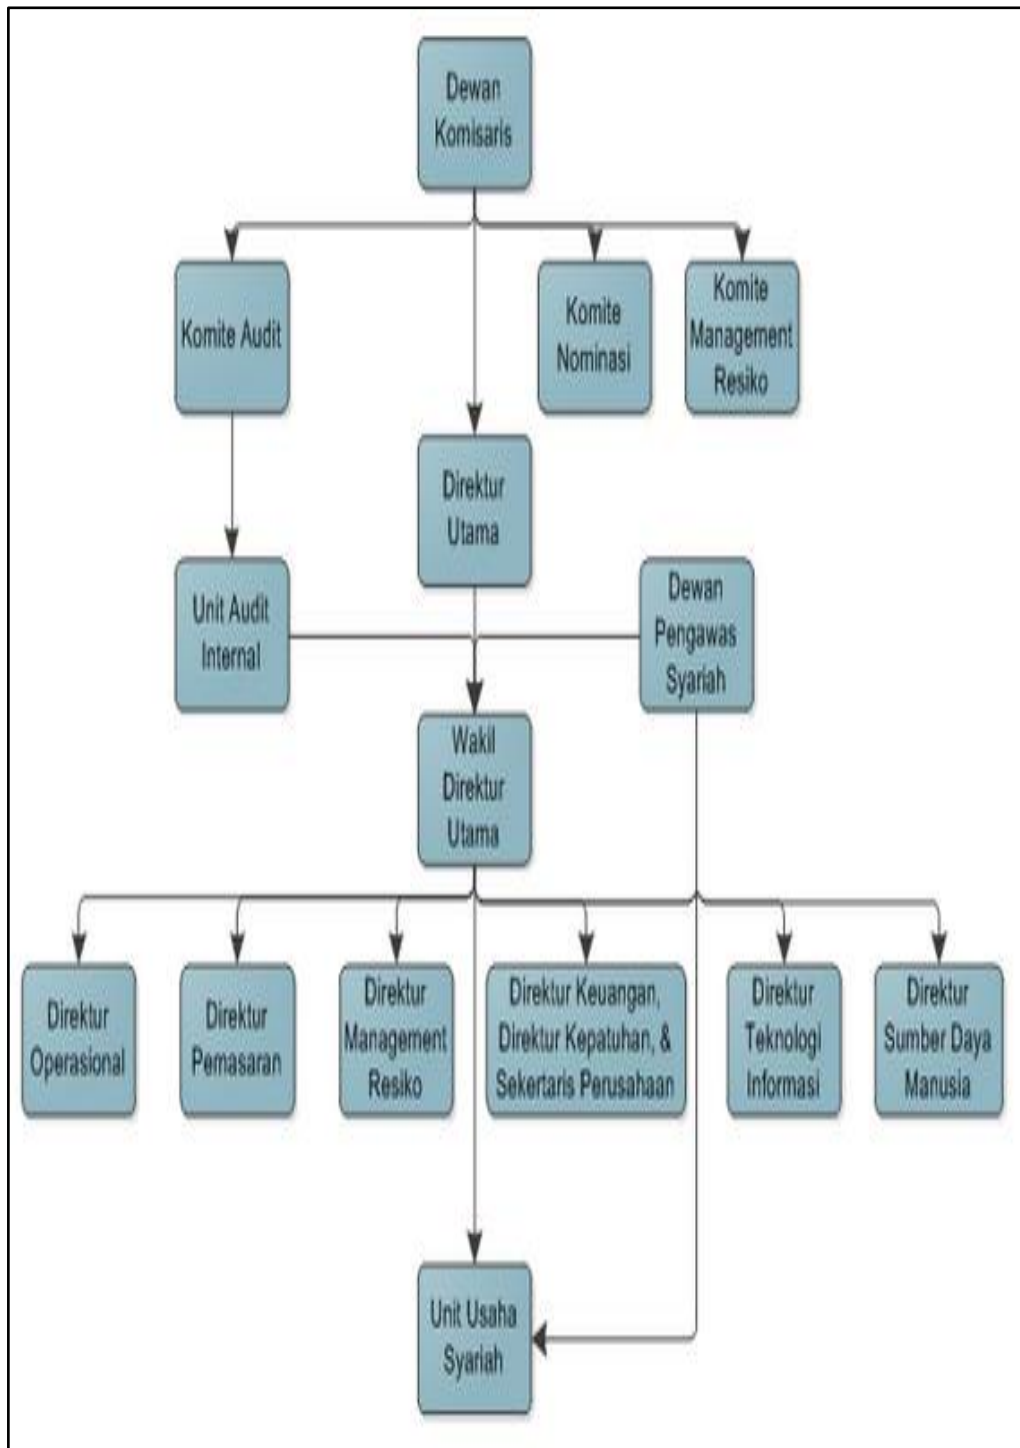 Dewan
Komisaris
Komite Audit
Komite
Nominasi
Komite
Management
Resiko
Direktur
Utama
Unit Audit
Internal
Dewan
Pengawas
Syariah
Wakil
Direktur
Utama
Direktur
Operasional
Direktur
Pemasaran
Direktur
Management
Resiko
Direktur Keuangan,
Direktur Kepatuhan, &
Sekertaris Perusahaan
Direktur
Teknologi
Informasi
Direktur
Sumber Daya
Manusia
Unit Usaha
Syariah